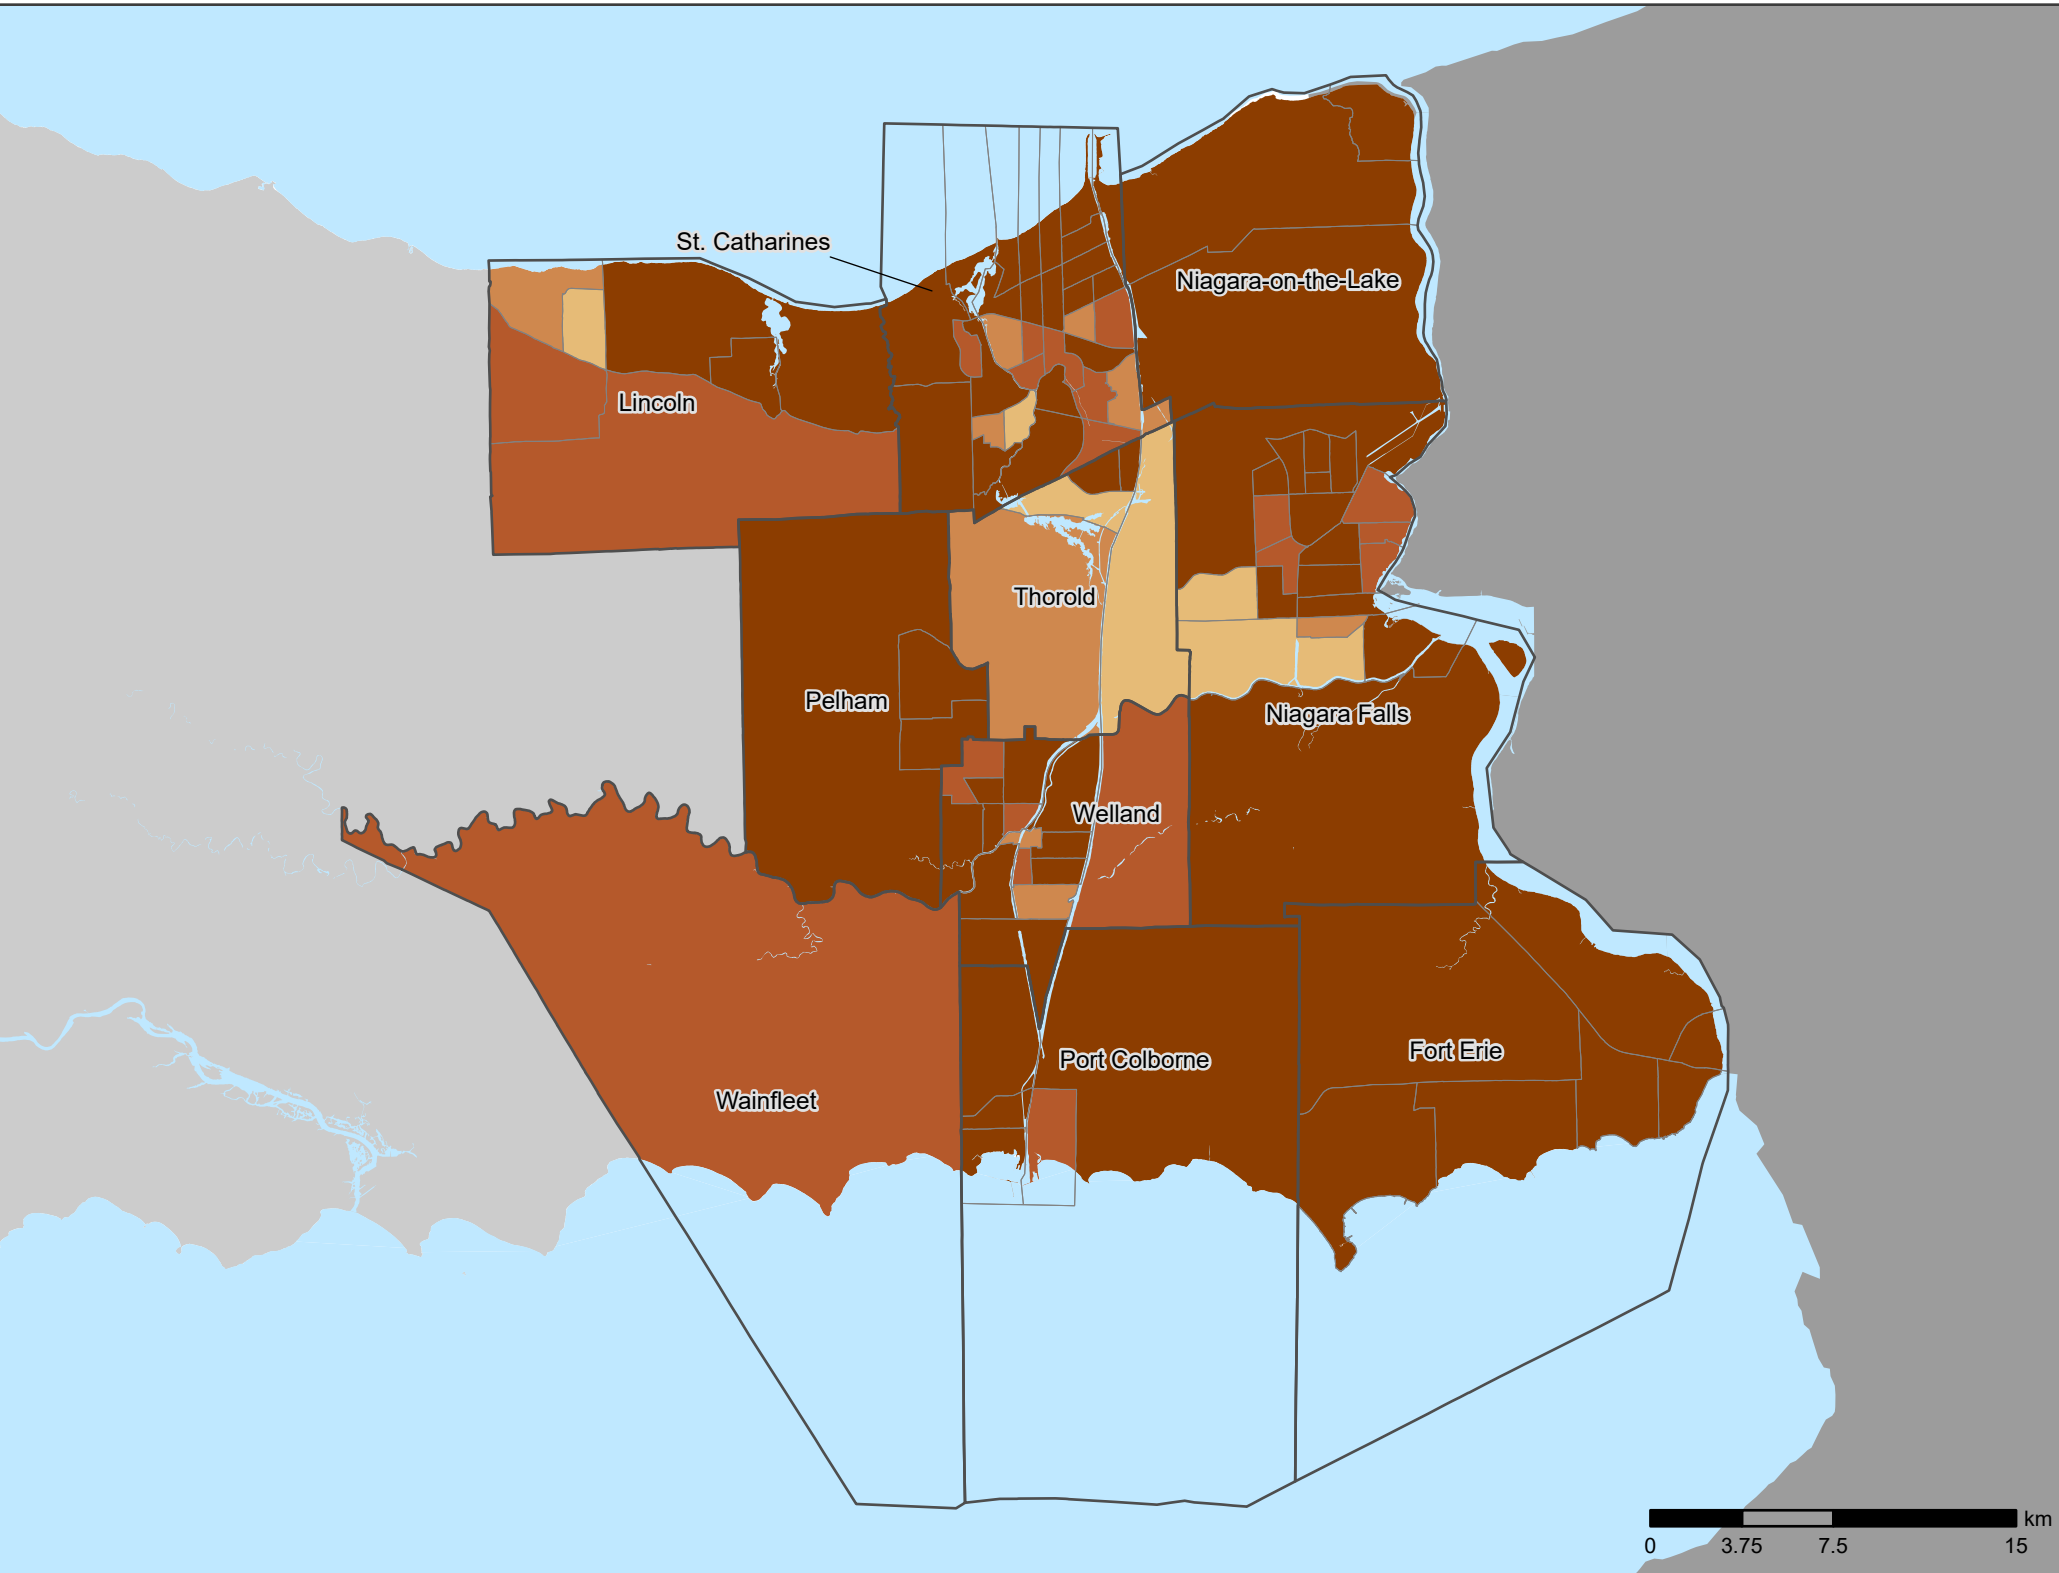 St. Catharines
Niagara-on-the-Lake
Lincoln
Thorold
Pelham
Niagara Falls
Welland
Fort Erie
Port Colborne
Wainfleet
km
0 3.75 7.5 15